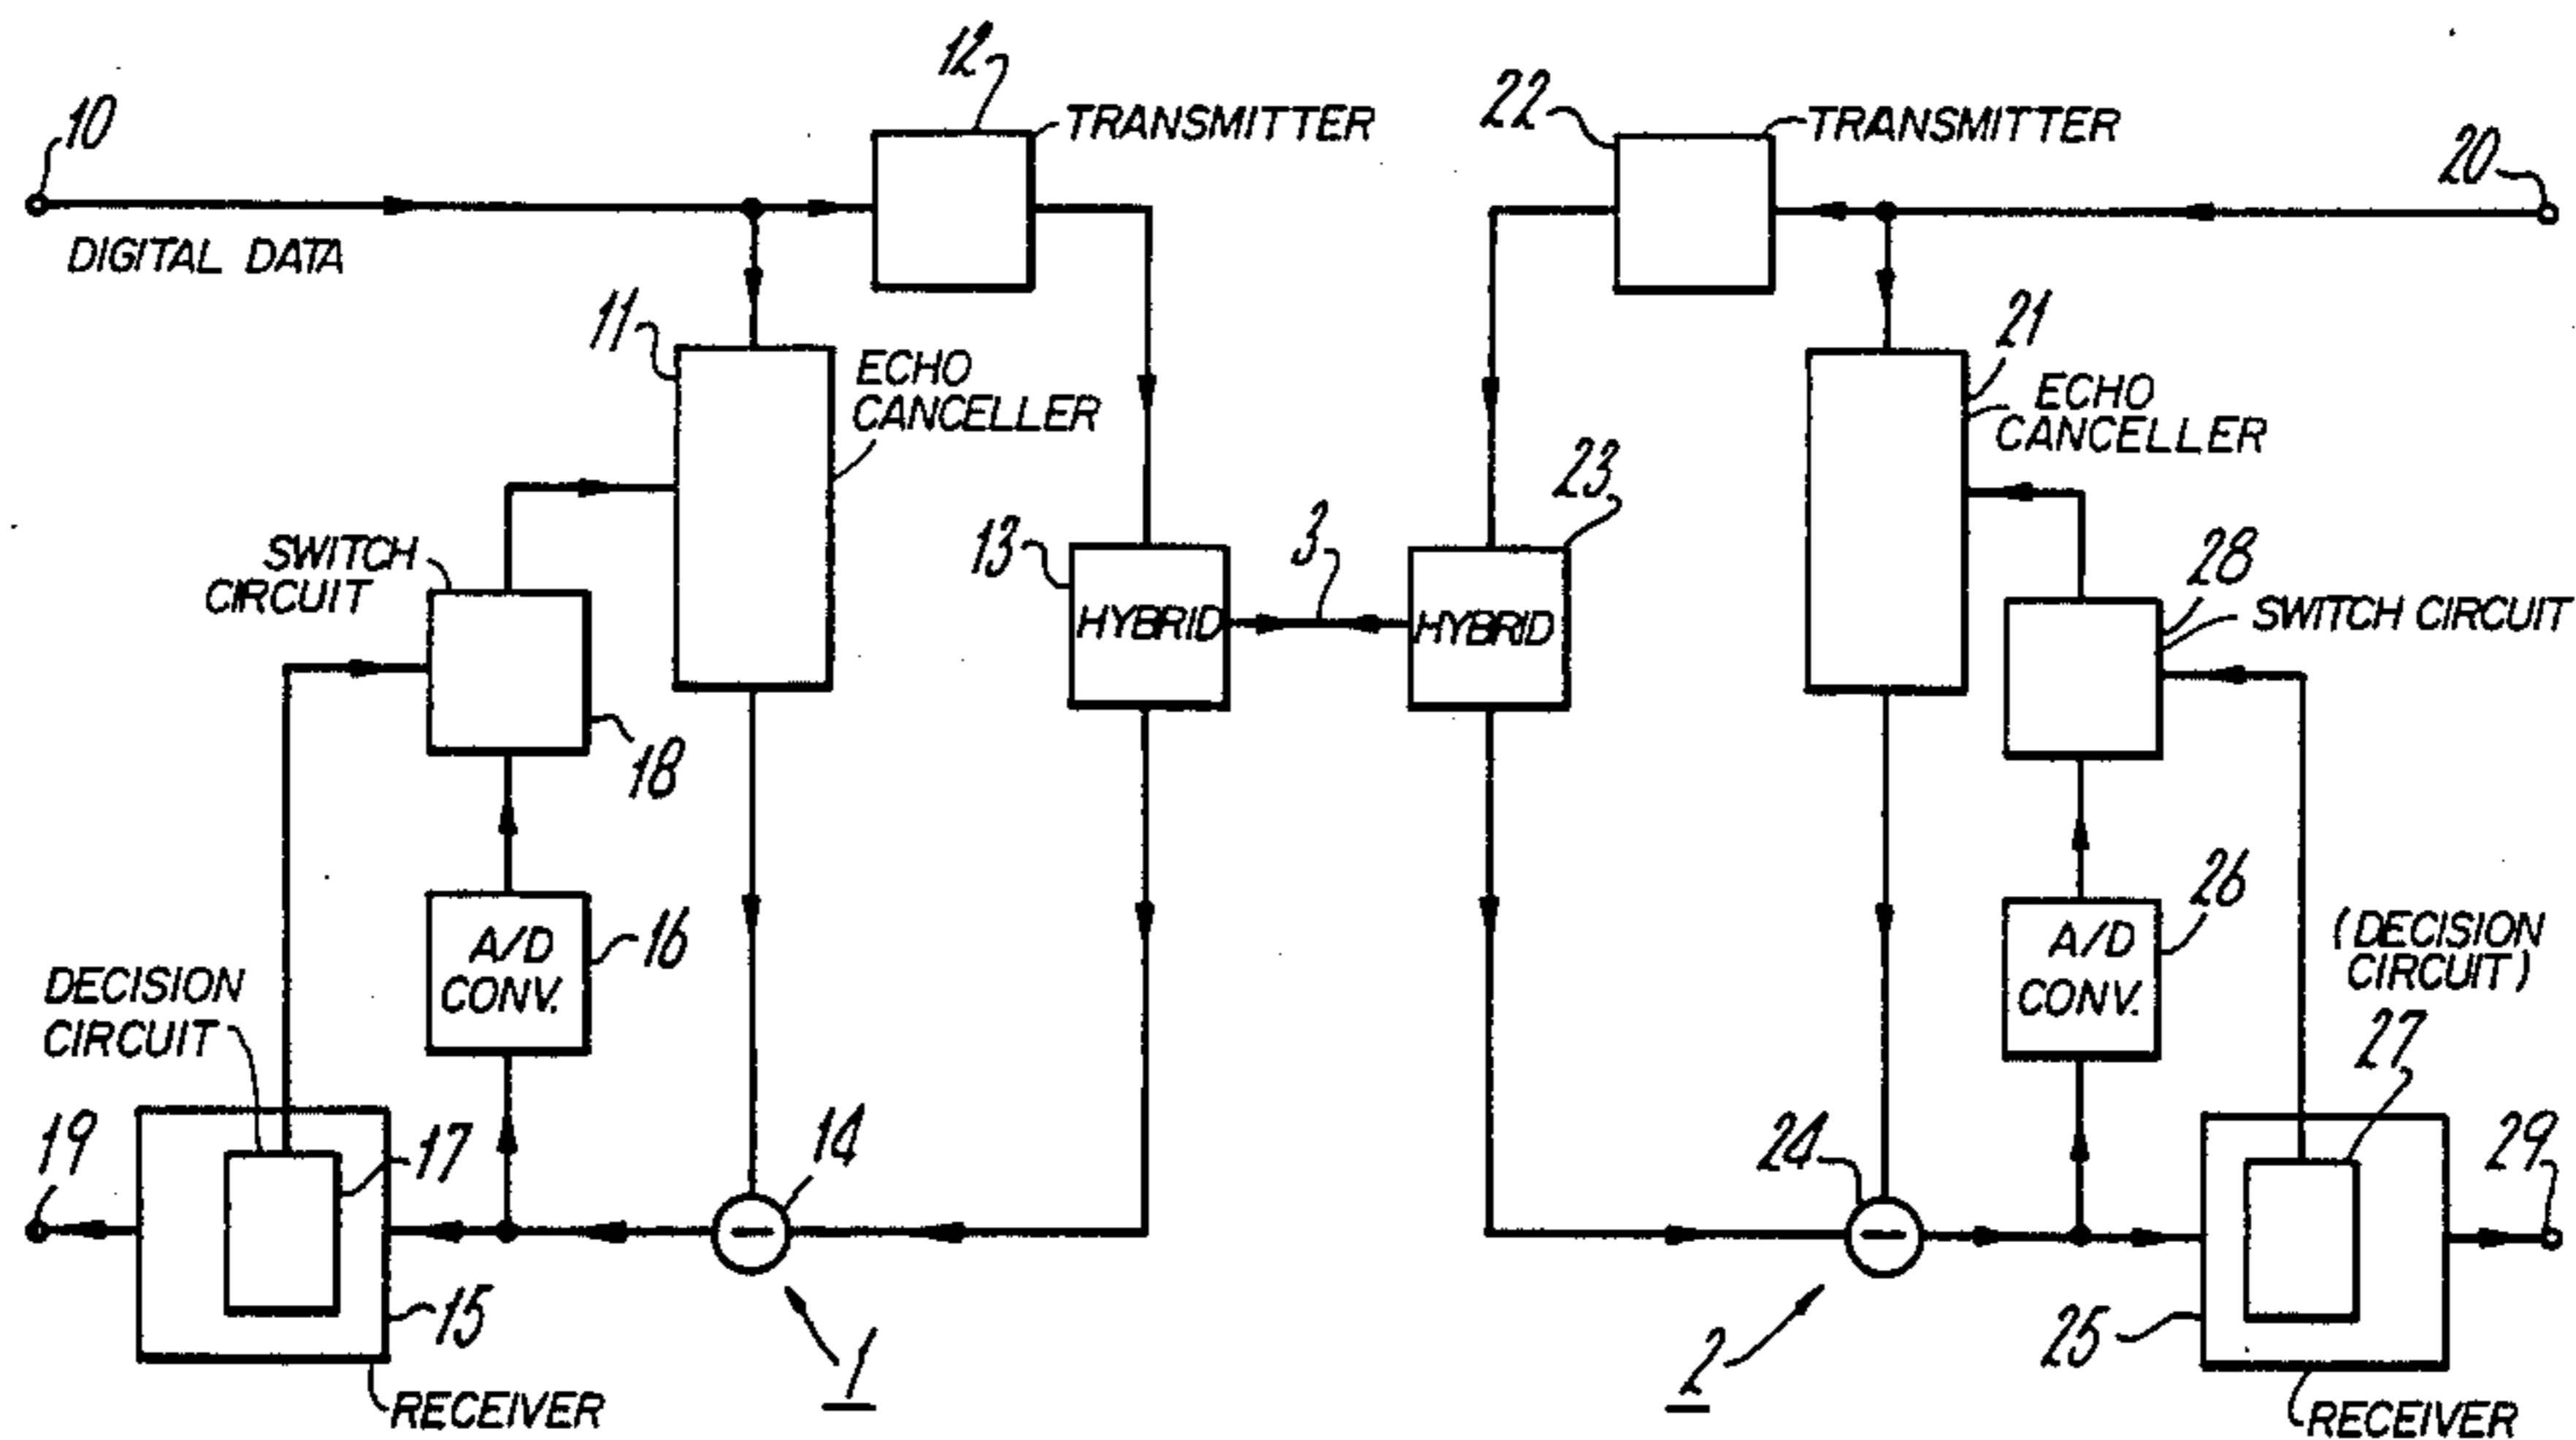 12
TRANSMITTER
22
TRANSMITTER
10
20
DIGITAL DATA
11
ECHO
CANCELLER
21
ECHO
CANCELLER
13
HYBRID
3
23
HYBRID
SWITCH
CIRCUIT
18
28
SWITCH CIRCUIT
A/D
CONV.
16
A/D
CONV.
26
DECISION
CIRCUIT
(DECISION
CIRCUIT)
27
19
17
14
24
29
15
25
RECEIVER
1
2
RECEIVER